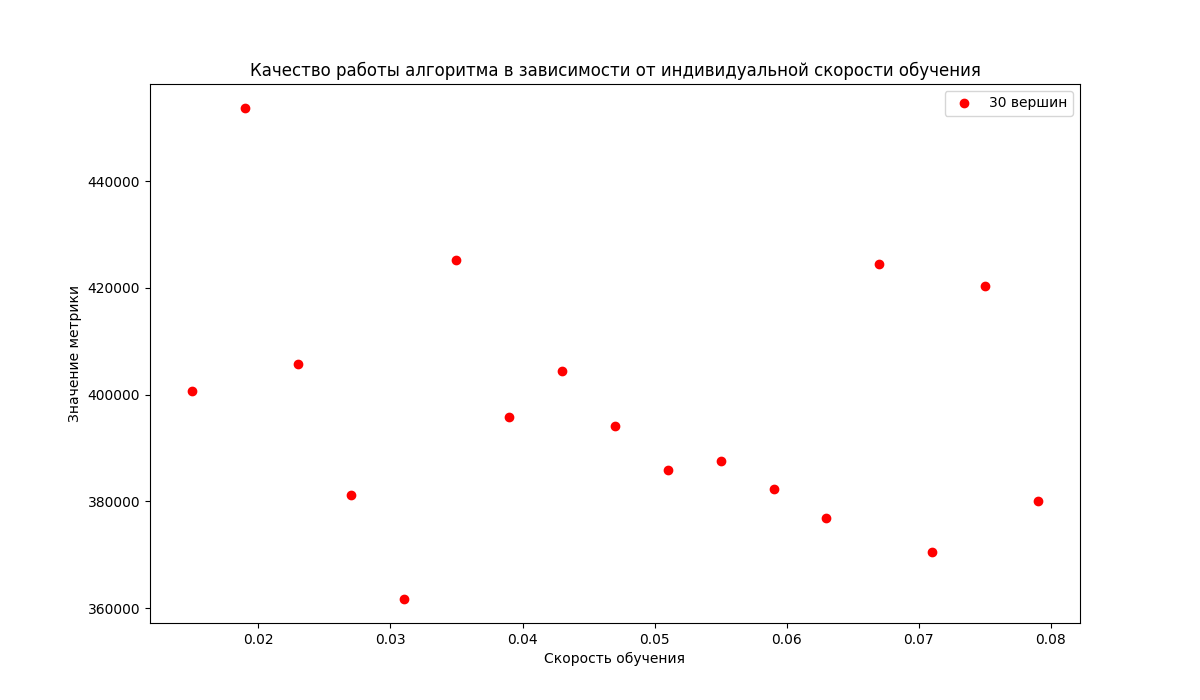 Качество работы алгоритма в зависимости от индивидуальной скорости обучения
30 вершин
Значение метрики
440000
420000
400000
380000
360000
0.02 0.03 0.04 0.05 0.06 0.07 0.08
Скорость обучения